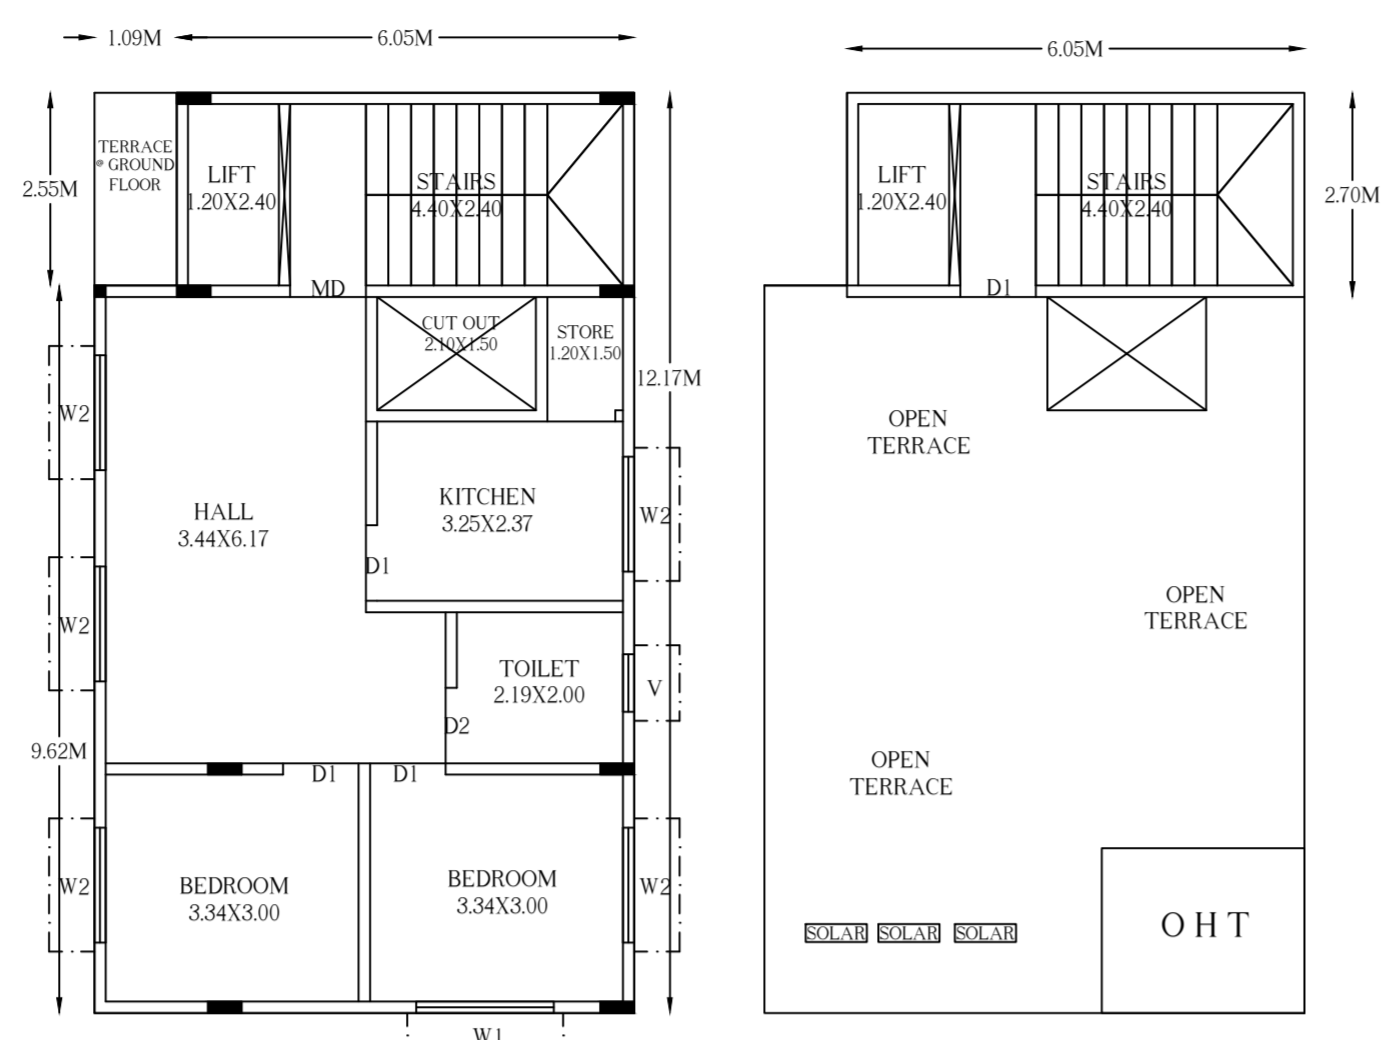 1.09M
6.05M
TERRACE
@ GROUND
FLOOR
LIFT
1.20X2.40
STAIRS
4.40X2.40
2.55M
MD
CUT OUT
2.10X1.50
STORE
1.20X1.50
12.17M
W2
HALL
3.44X6.17
KITCHEN
3.25X2.37
W2
D1
W2
TOILET
2.19X2.00
V
D2
9.62M
D1
D1
W2
BEDROOM
3.34X3.00
BEDROOM
3.34X3.00
W2
W1
6.05M
LIFT
1.20X2.40
STAIRS
4.40X2.40
2.70M
D1
OPEN
TERRACE
OPEN
TERRACE
OPEN
TERRACE
SOLAR
SOLAR
SOLAR
O H T